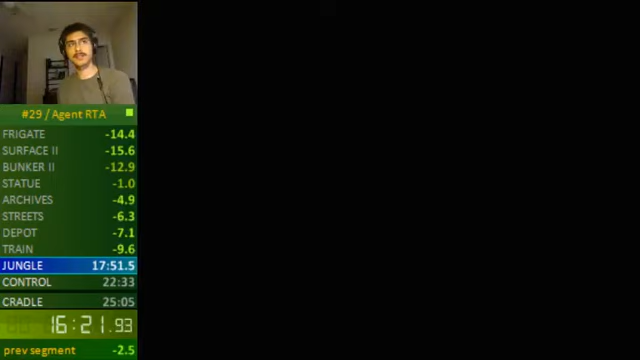 #29 / Agent RTA
FRIGATE -14.4
SURFACE II -15.6
BUNKER II -12.9
STATUE -1.0
ARCHIVES -4.9
STREETS -6.3
DEPOT -7.1
TRAIN -9.6
JUNGLE 17:51.5
CONTROL 22:33
CRADLE 25:05
16:21.93
prev segment -2.5